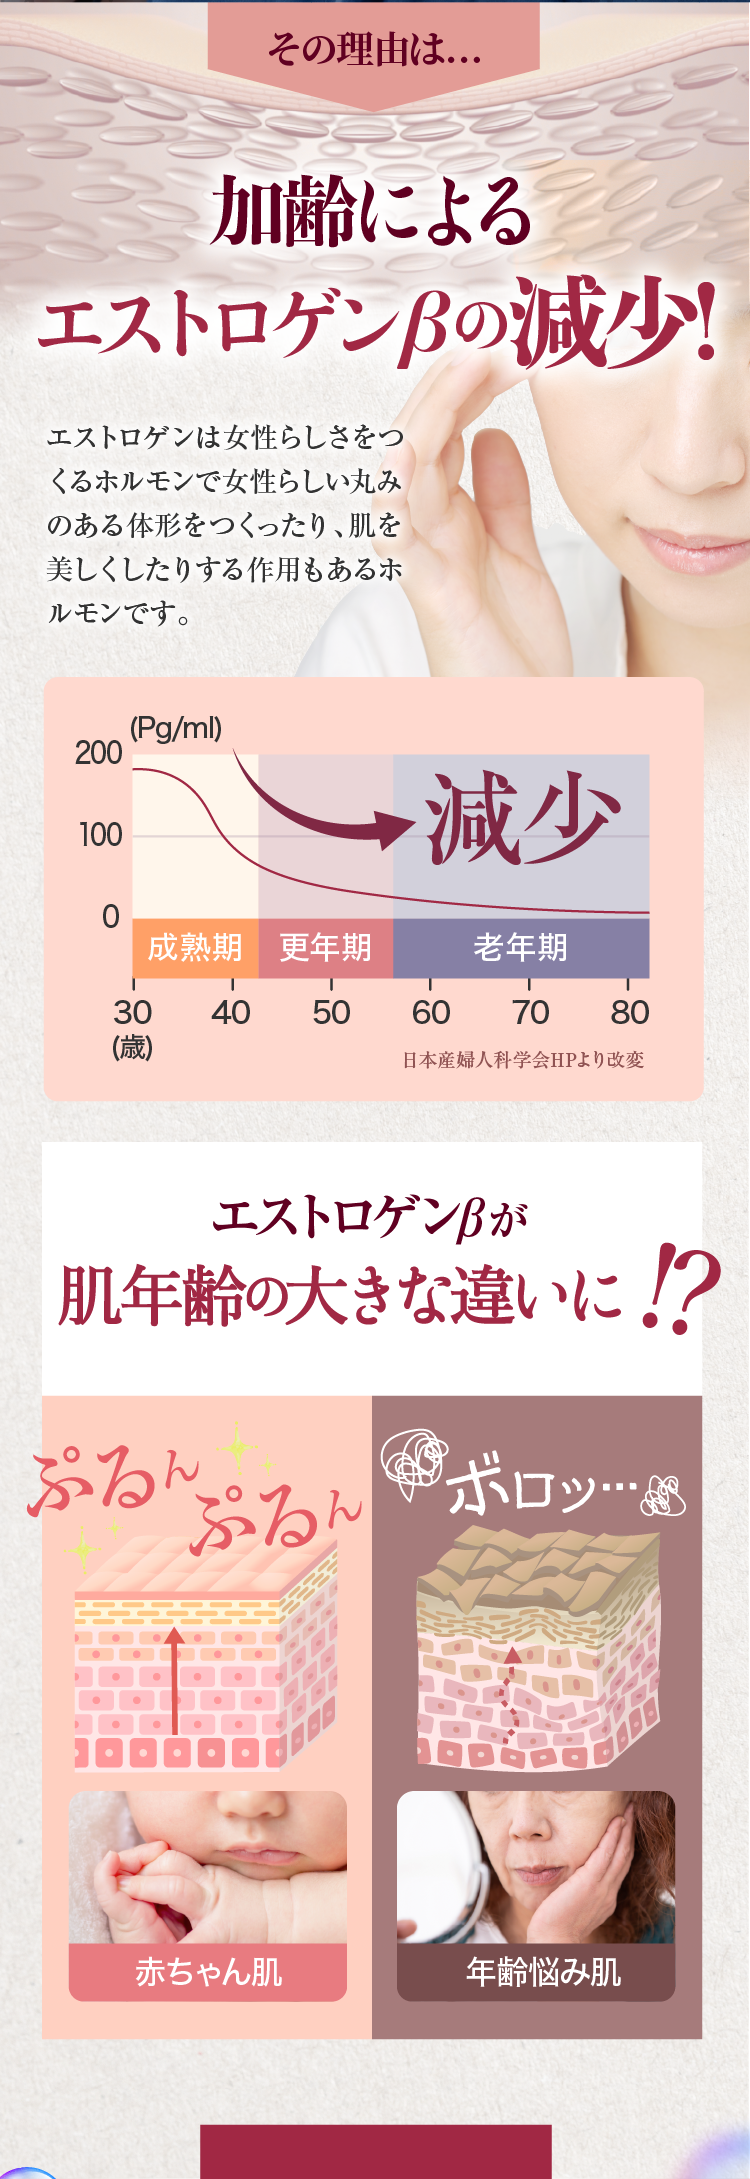 その理由は…
加齢による
エストロゲンβの減少!
エストロゲンは女性らしさをつ
くるホルモンで女性らしい丸み
のある体形をつくったり、肌を
美しくしたりする作用もあるホ
ルモンです。
(Pg/ml)
200
100
0
減少
成熟期 更年期 老年期
30 40 50 60 70 80
(歳)
日本産婦人科学会HPより改変
エストロゲンβが
肌年齢の大きな違いに!?
ぷるん
ぷるん
ボロッ…
赤ちゃん肌
年齢悩み肌